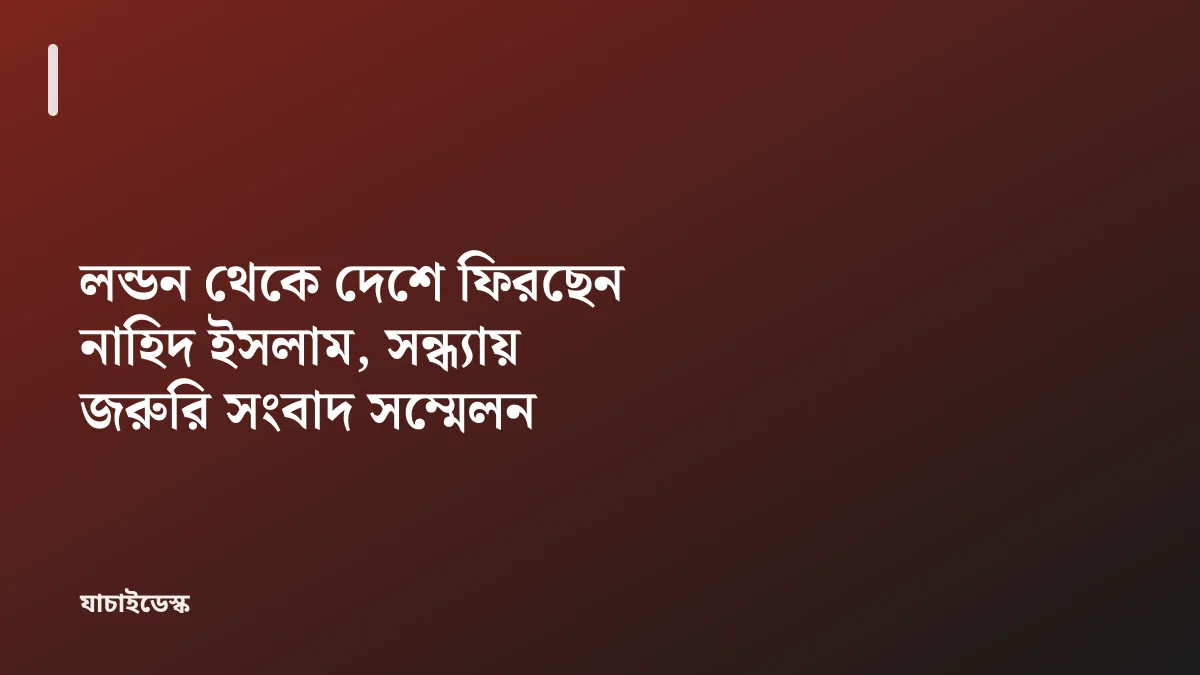 লন্ডন থেকে দেশে ফিরছেন
নাহিদ ইসলাম, সন্ধ্যায়
জরুরি সংবাদ সম্মেলন
যাচাইডেস্ক